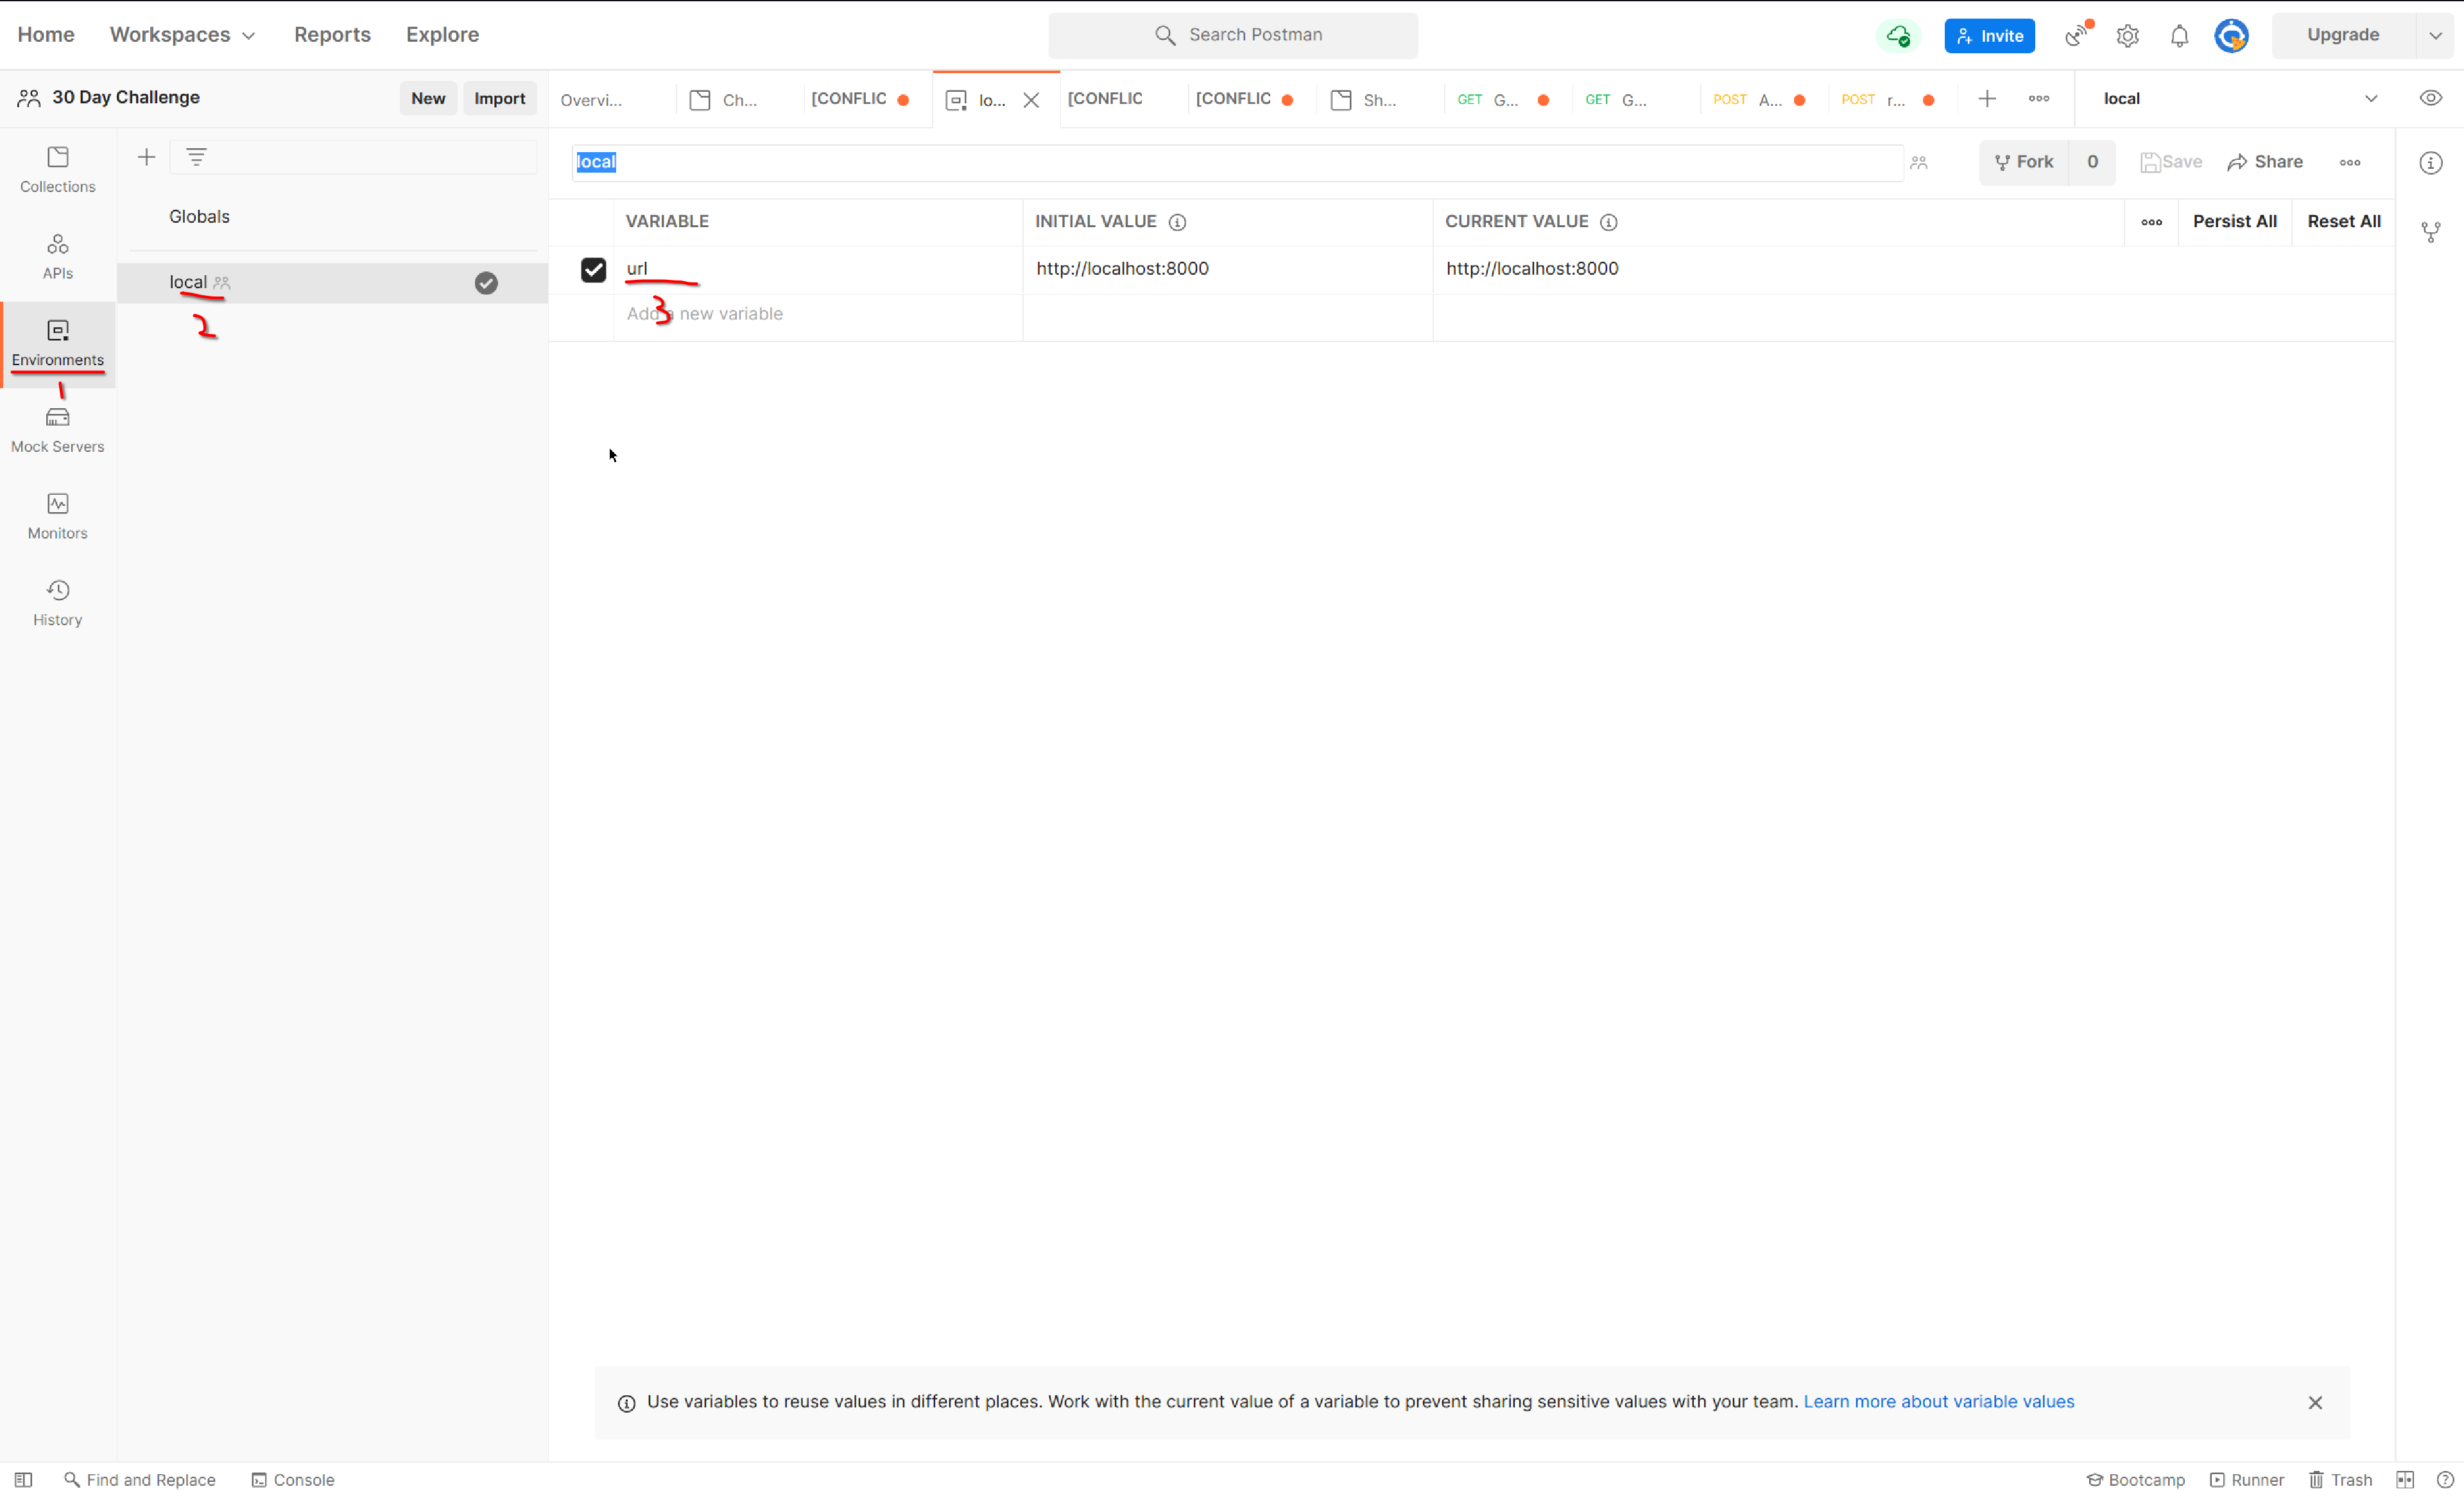 Home Workspaces Reports Explore Search Postman Invite Upgrade
30 Day Challenge New Import Overvi... Ch... [CONFLIC lo... [CONFLIC [CONFLIC Sh... GET G... GET G... POST A... POST r... local
local Fork 0 Save Share
Collections
Globals
VARIABLE INITIAL VALUE CURRENT VALUE Persist All Reset All
url http://localhost:8000 http://localhost:8000
APIs
local
2
3
Add a new variable
Environments
1
Mock Servers
Monitors
History
Use variables to reuse values in different places. Work with the current value of a variable to prevent sharing sensitive values with your team. Learn more about variable values
Find and Replace Console Bootcamp Runner Trash